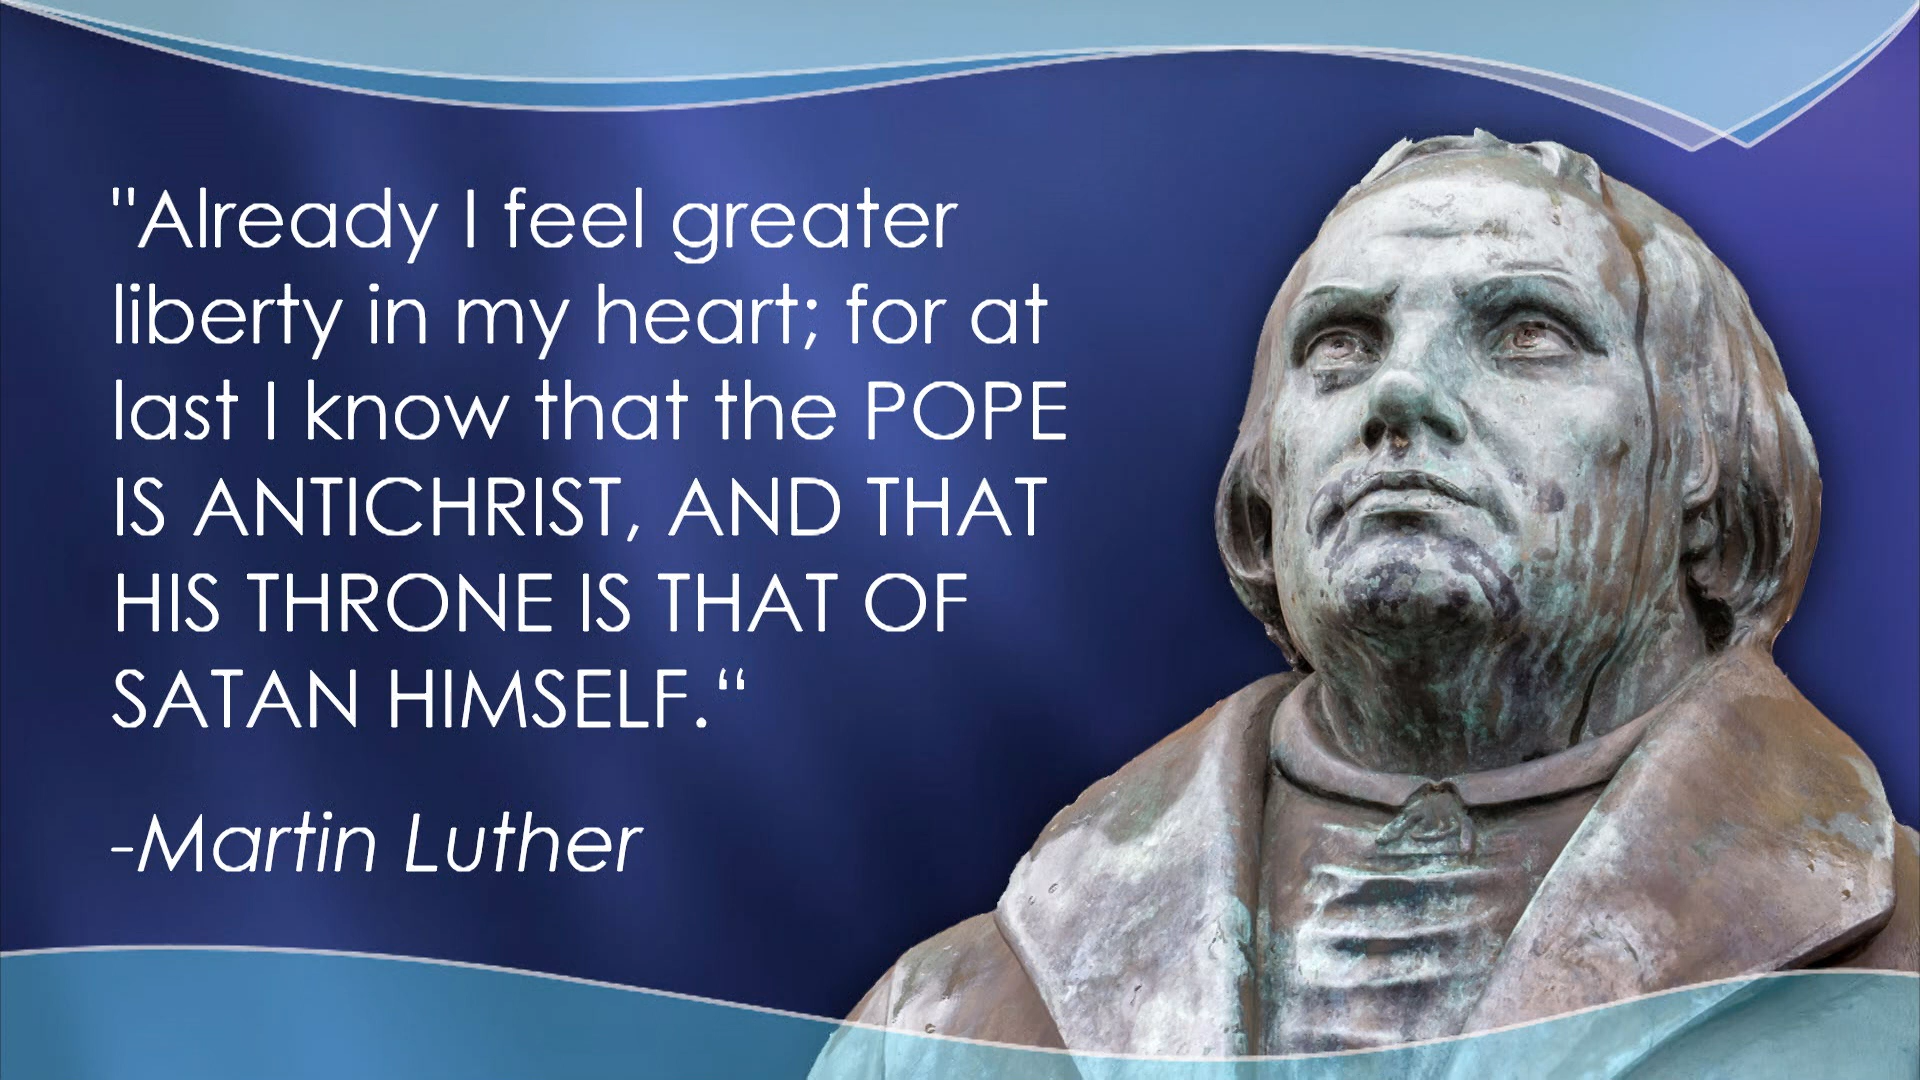 "Already I feel greater
liberty in my heart; for at
last I know that the POPE
IS ANTICHRIST, AND THAT
HIS THRONE IS THAT OF
SATAN HIMSELF.“
-Martin Luther